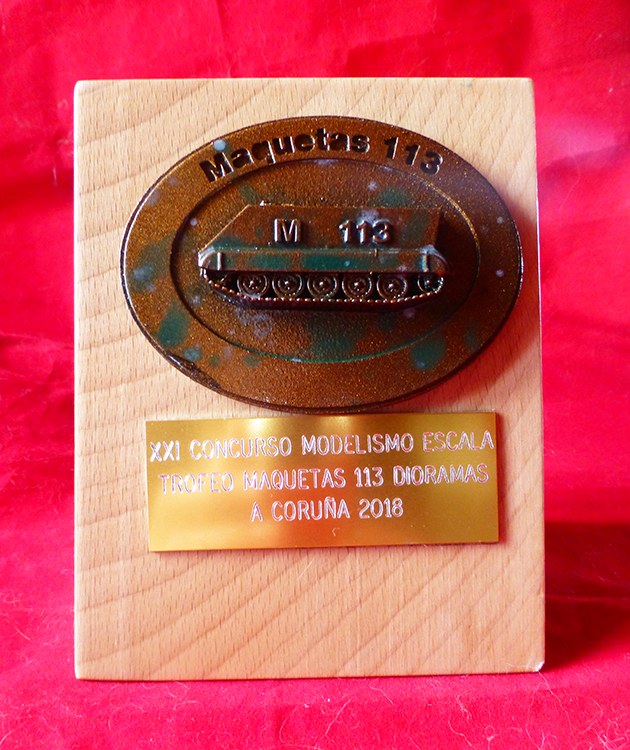 Maquetas 113
M 113
XXI CONCURSO MODELISMO ESCALA
TROFEO MAQUETAS 113 DIORAMAS
A CORUÑA 2018